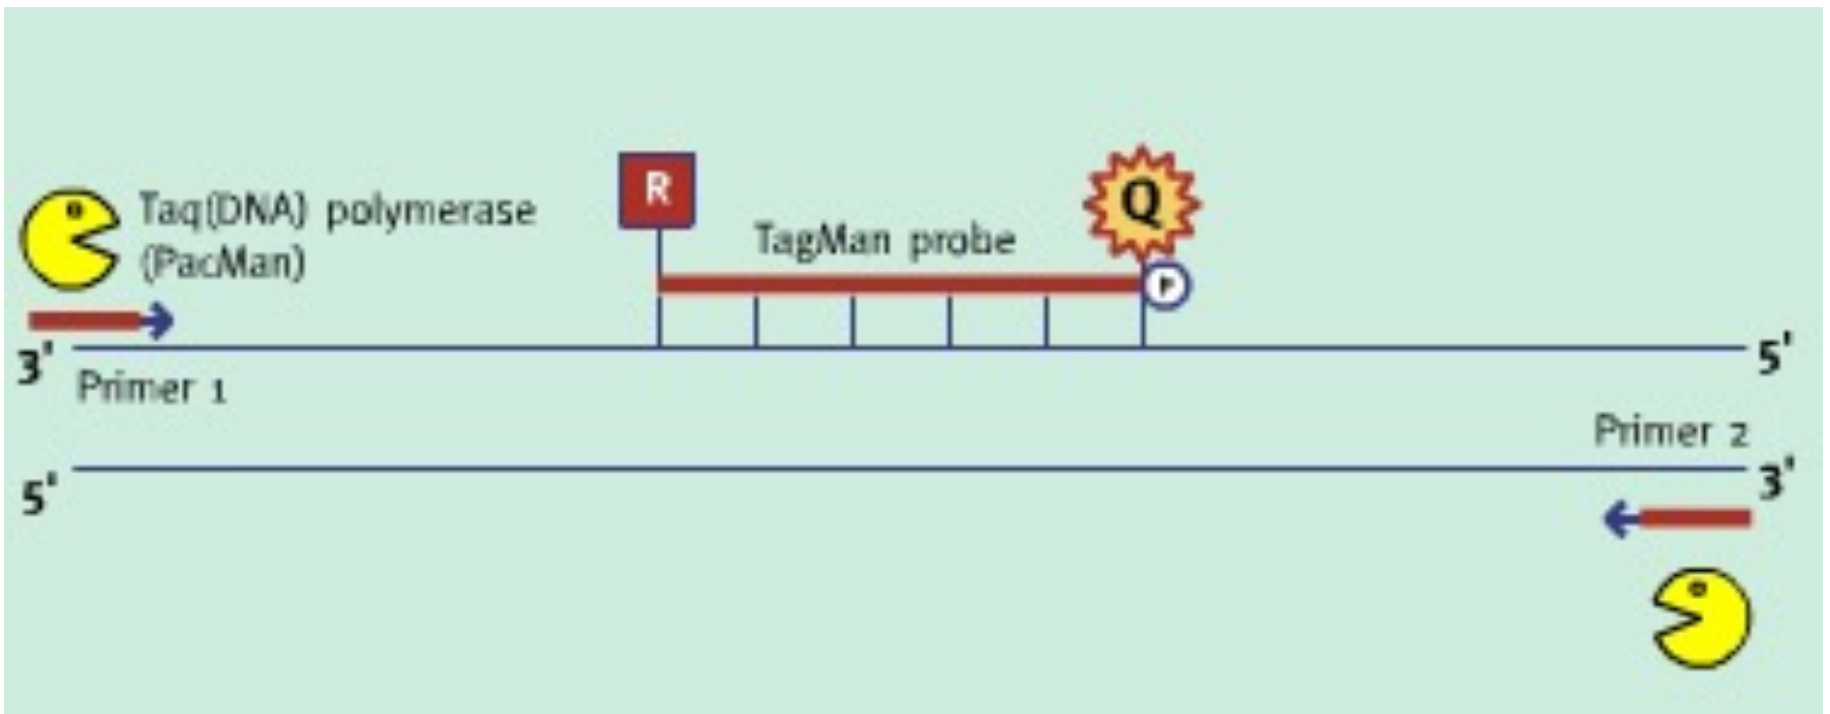 R
Q
Taq(DNA) polymerase
(PacMan)
TagMan probe
P
3'
5'
Primer 1
Primer 2
5'
3'